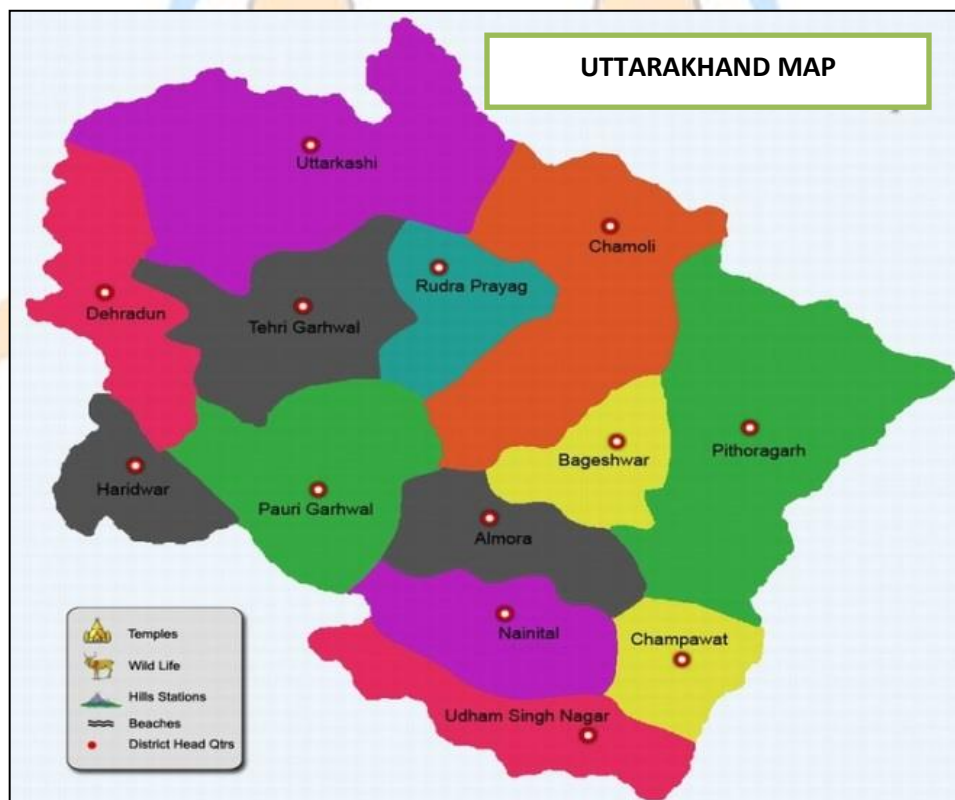 UTTARAKHAND MAP
Uttarkashi
Chamoli
Rudra Prayag
Dehradun
Tehri Garhwal
Pithoragarh
Bageshwar
Haridwar
Pauri Garhwal
Almora
Nainital
Champawat
Udham Singh Nagar
Temples
Wild Life
Hills Stations
Beaches
District Head Qtrs